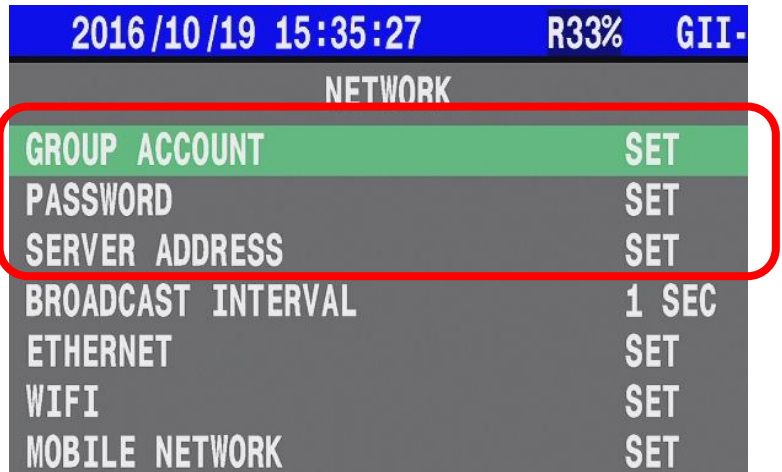 2016/10/19 15:35:27 R33% GII-
NETWORK
GROUP ACCOUNT SET
PASSWORD SET
SERVER ADDRESS SET
BROADCAST INTERVAL 1 SEC
ETHERNET SET
WIFI SET
MOBILE NETWORK SET